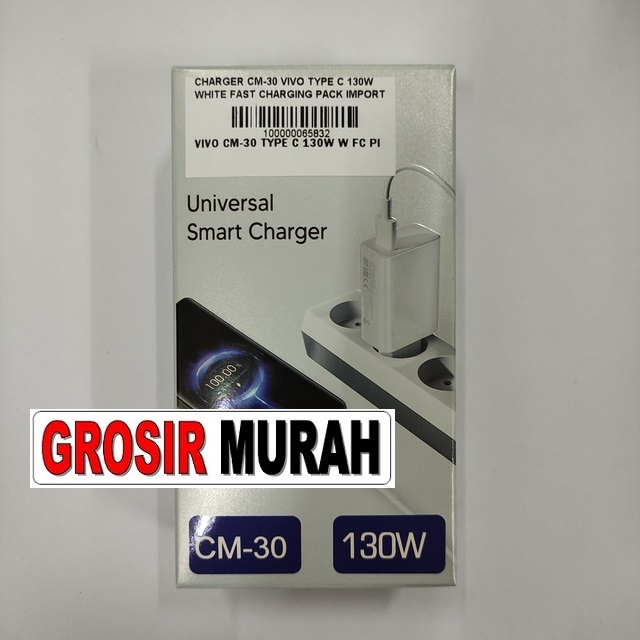 CHARGER CM-30 VIVO TYPE C 130W
WHITE FAST CHARGING PACK IMPORT
100000065832
VIVO CM-30 TYPE C 130W W FC PI
Universal
Smart Charger
100.00
GROSIR MURAH
CM-30
130W